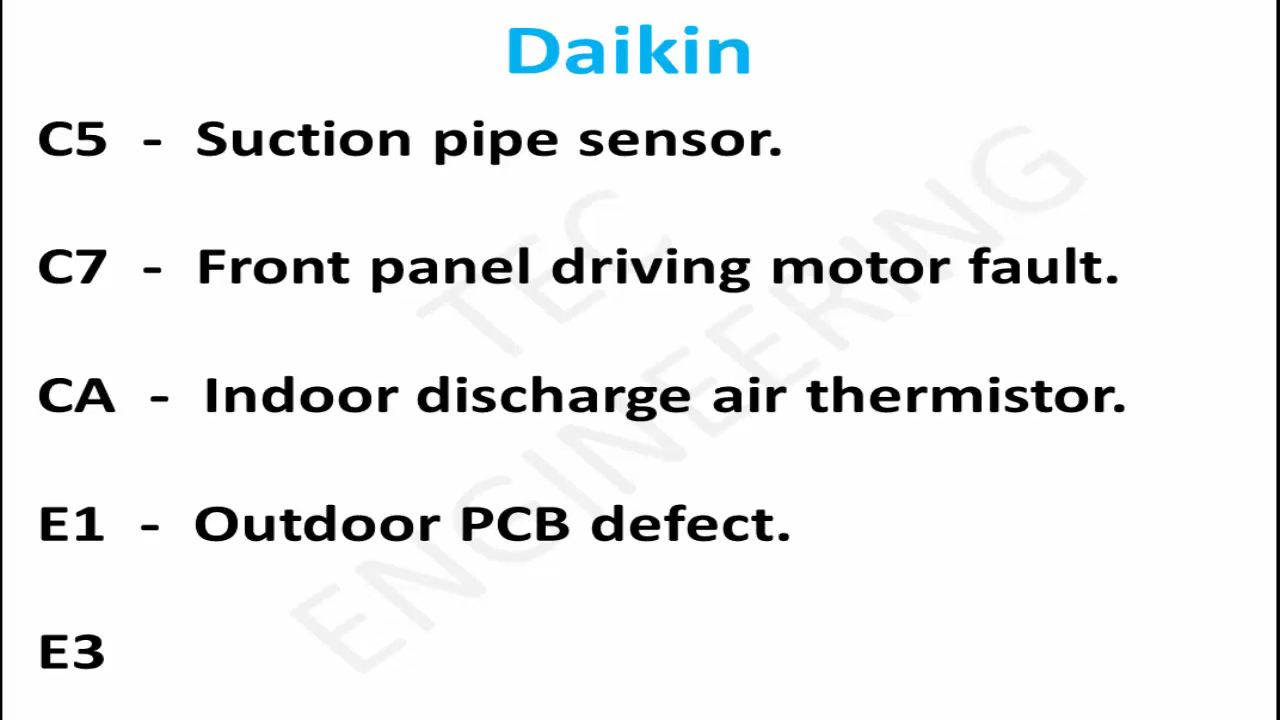 Daikin
C5 - Suction pipe sensor.
C7 - Front panel driving motor fault.
CA - Indoor discharge air thermistor.
E1 - Outdoor PCB defect.
E3
TEC
ENGINEERING